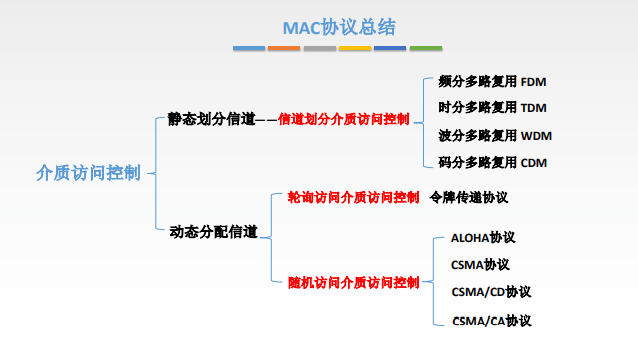 MAC协议总结
频分多路复用 FDM
时分多路复用 TDM
静态划分信道——信道划分介质访问控制
波分多路复用 WDM
码分多路复用 CDM
介质访问控制
轮询访问介质访问控制 令牌传递协议
动态分配信道
ALOHA协议
CSMA协议
随机访问介质访问控制
CSMA/CD协议
CSMA/CA协议